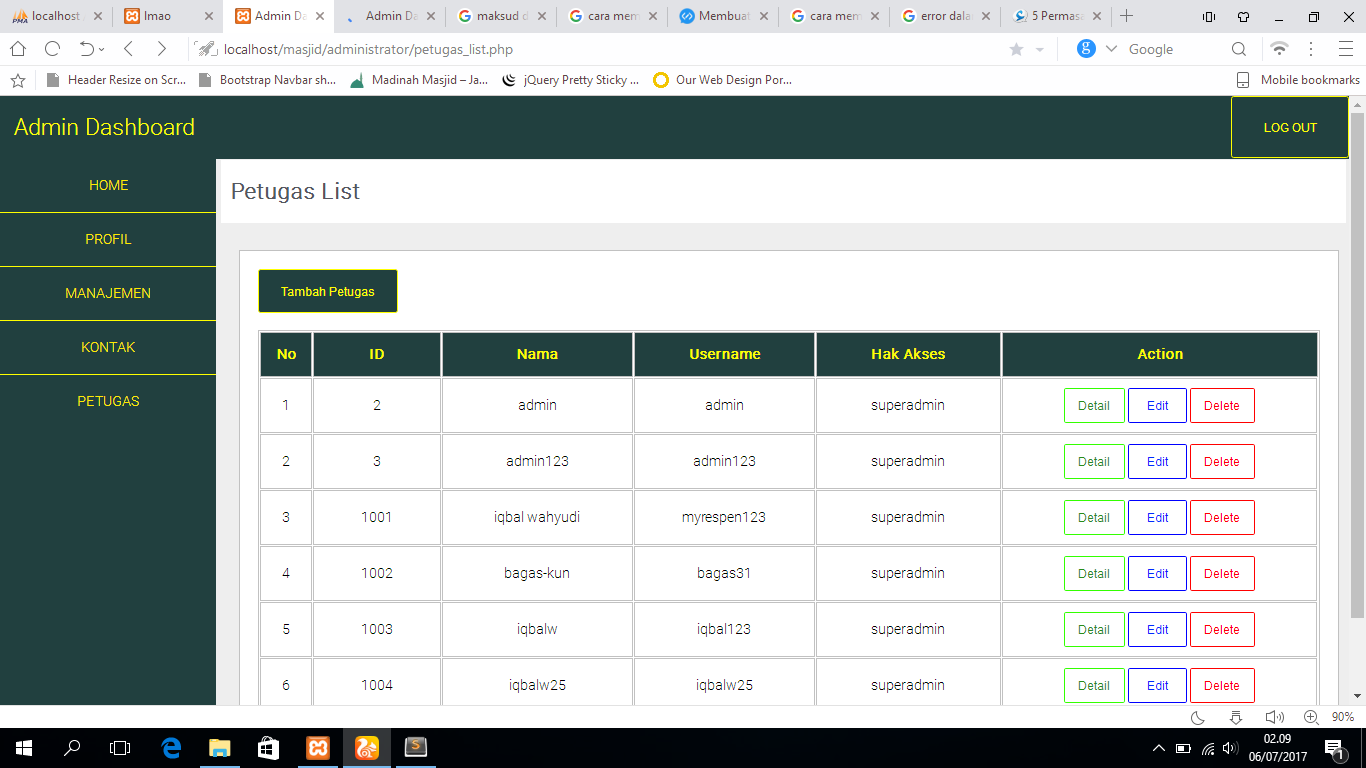 localhost
lmao
Admin Da
Admin Da
maksud d
cara mem
Membuat
cara mem
error dala
5 Permasa
localhost/masjid/administrator/petugas_list.php
Google
Header Resize on Scr...
Bootstrap Navbar sh...
Madinah Masjid – Ja...
jQuery Pretty Sticky ...
Our Web Design Por...
Mobile bookmarks
Admin Dashboard
LOG OUT
HOME
PROFIL
MANAJEMEN
KONTAK
PETUGAS
Petugas List
Tambah Petugas
No ID Nama Username Hak Akses Action
1 2 admin admin superadmin Detail Edit Delete
2 3 admin123 admin123 superadmin Detail Edit Delete
3 1001 iqbal wahyudi myrespen123 superadmin Detail Edit Delete
4 1002 bagas-kun bagas31 superadmin Detail Edit Delete
5 1003 iqbalw iqbal123 superadmin Detail Edit Delete
6 1004 iqbalw25 iqbalw25 superadmin Detail Edit Delete
90%
02.09
06/07/2017
1